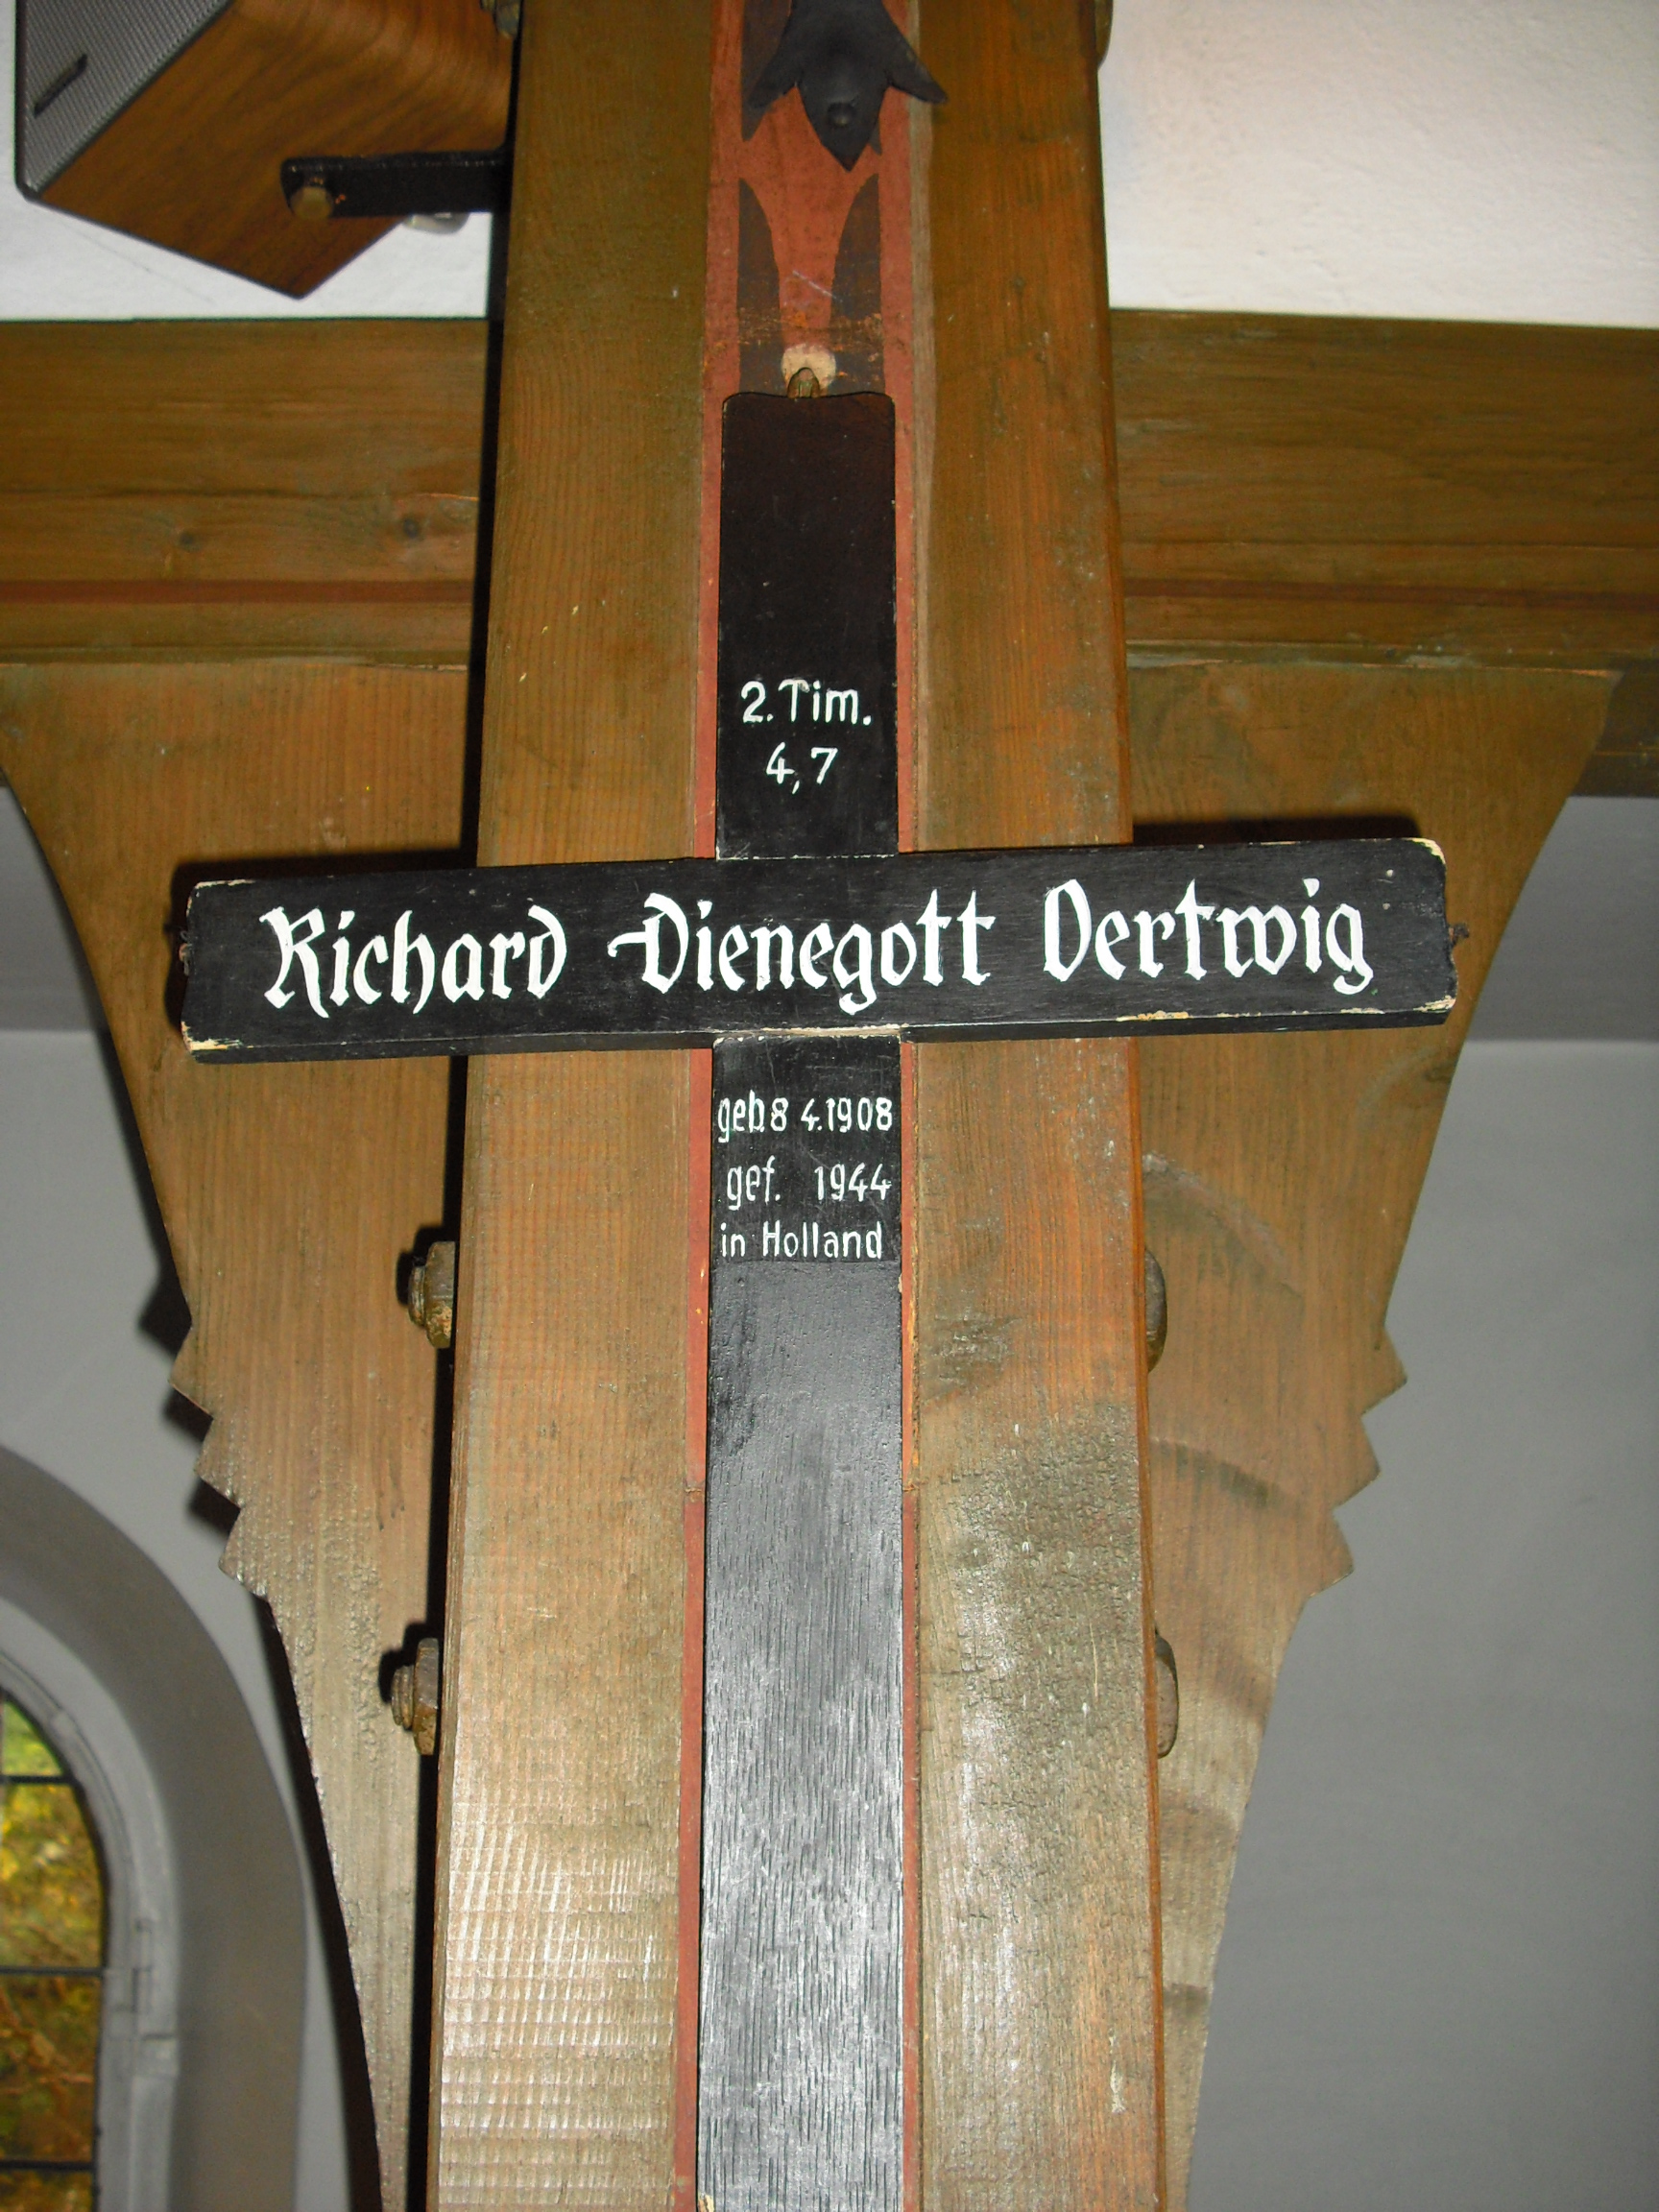 2. Tim.
4,7
Richard Dienegott Oertwig
geb.8 4.1908
gef. 1944
in Holland